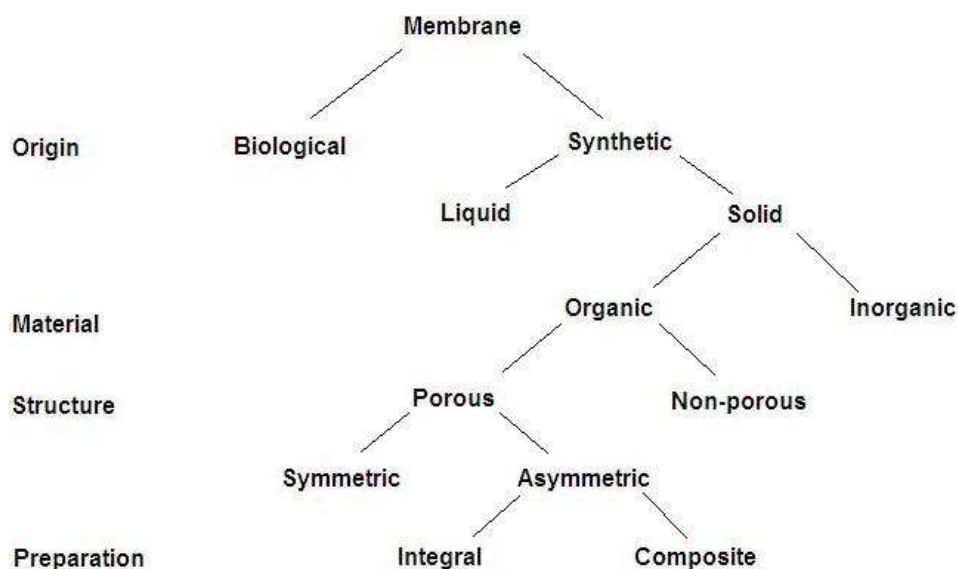 Membrane
Origin Biological Synthetic
Liquid Solid
Material Organic Inorganic
Structure Porous Non-porous
Symmetric Asymmetric
Preparation Integral Composite